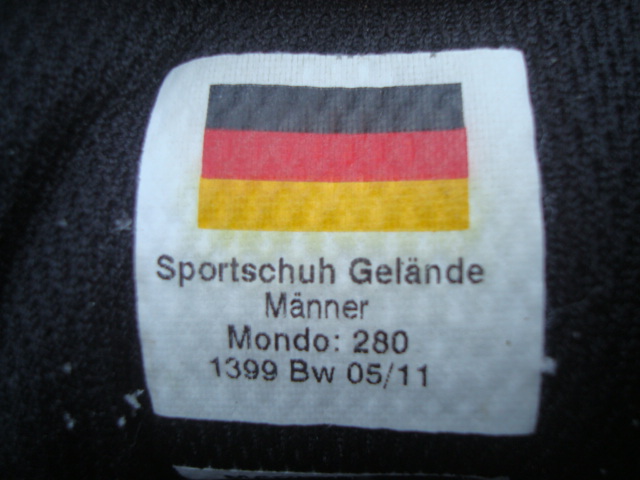 Sportschuh Gelände
Männer
Mondo: 280
1399 Bw 05/11